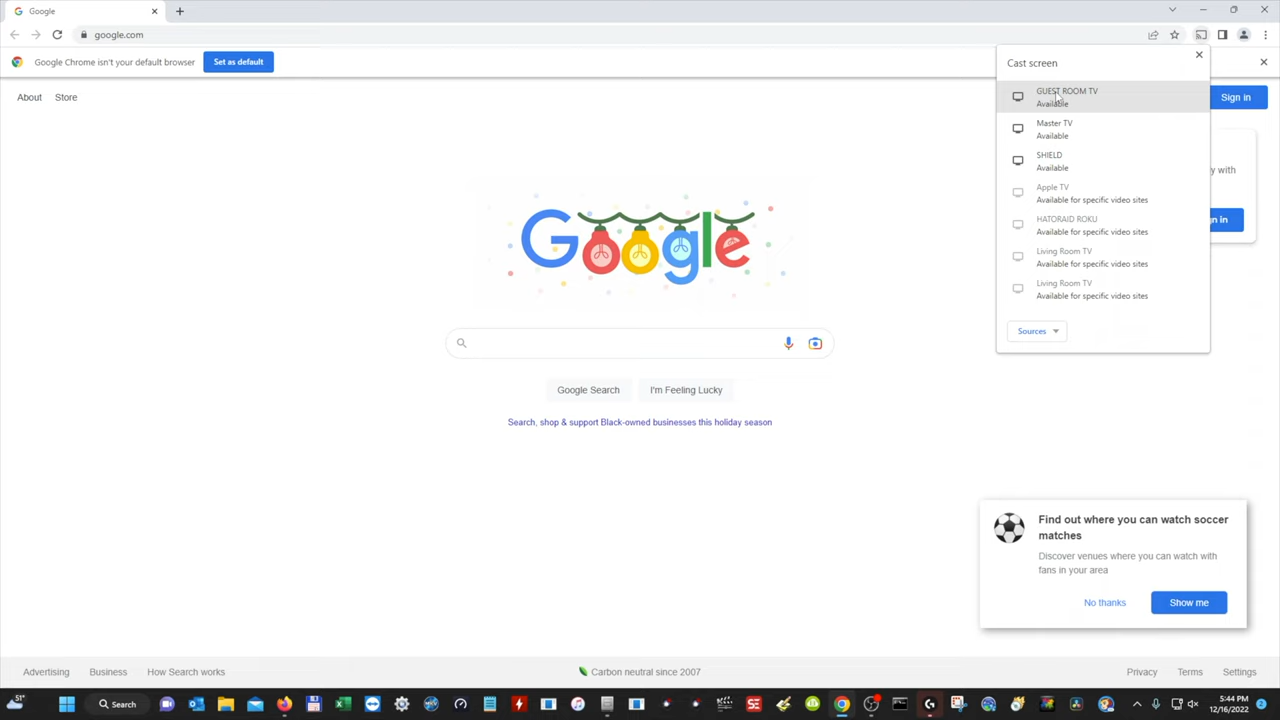 Google
google.com
Google Chrome isn't your default browser
Set as default
Cast screen
About
Store
Sign in
GUEST ROOM TV
Available
Master TV
Available
SHIELD
Available
Apple TV
Available for specific video sites
HATORAID ROKU
Available for specific video sites
Living Room TV
Available for specific video sites
Living Room TV
Available for specific video sites
Sources
y with
n in
Google
Google Search
I'm Feeling Lucky
Search, shop & support Black-owned businesses this holiday season
Find out where you can watch soccer
matches
Discover venues where you can watch with
fans in your area
No thanks
Show me
Advertising
Business
How Search works
Carbon neutral since 2007
Privacy
Terms
Settings
51°
Search
5:44 PM
12/16/2022